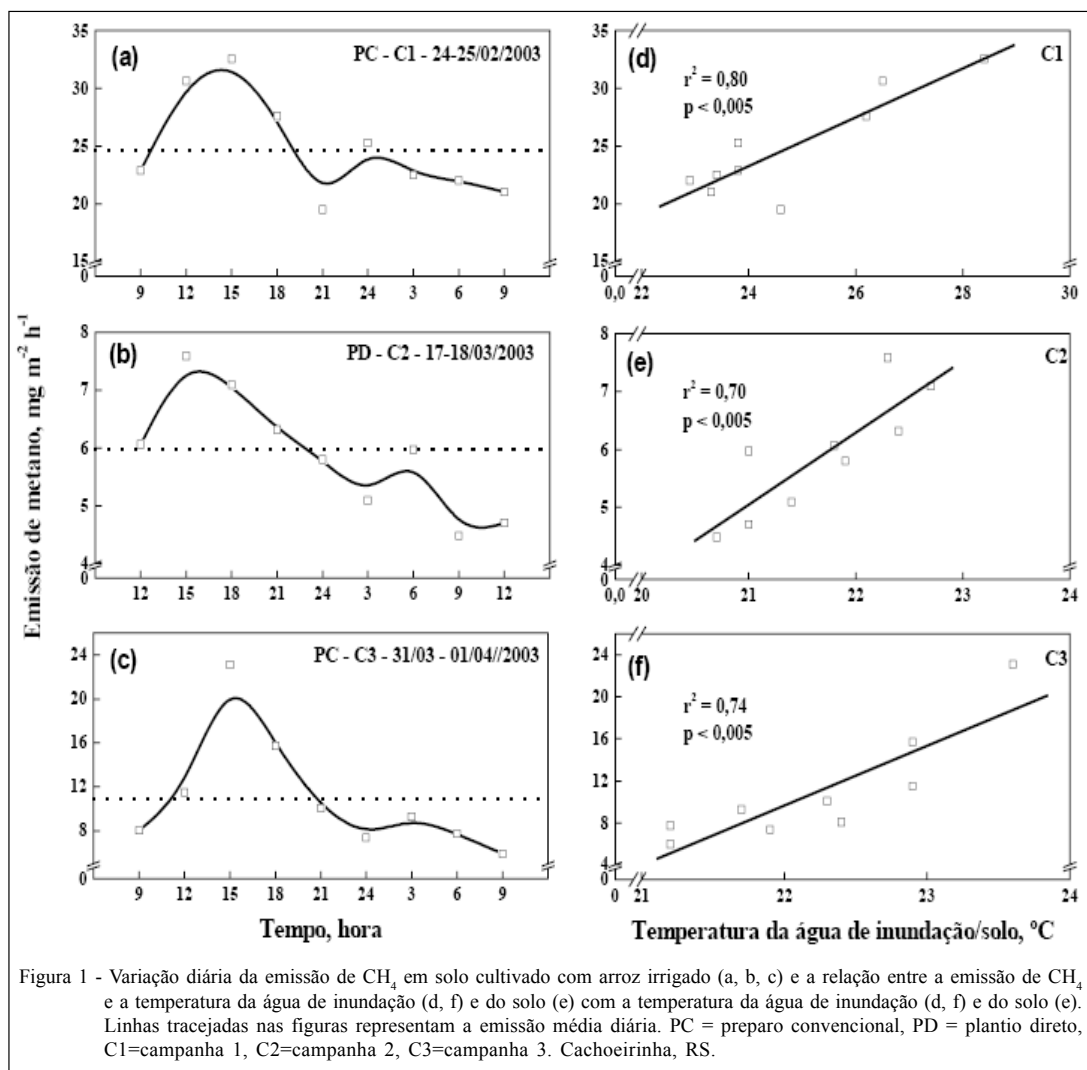 Emissão de metano, mg m⁻² h⁻¹
(a)
PC - C1 - 24-25/02/2003
35
30
25
20
15
0
9 12 15 18 21 24 3 6 9
(d)
C1
r² = 0,80
p < 0,005
35
30
25
20
15
0
0,0 22 24 26 28 30
(b)
PD - C2 - 17-18/03/2003
8
7
6
5
4
0
12 15 18 21 24 3 6 9 12
(e)
C2
r² = 0,70
p < 0,005
8
7
6
5
4
0
0,0 20 21 22 23 24
(c)
PC - C3 - 31/03 - 01/04//2003
24
20
16
12
8
0
9 12 15 18 21 24 3 6 9
Tempo, hora
(f)
C3
r² = 0,74
p < 0,005
24
20
16
12
8
4
0
0 21 22 23 24
Temperatura da água de inundação/solo, ºC
Figura 1 - Variação diária da emissão de CH₄ em solo cultivado com arroz irrigado (a, b, c) e a relação entre a emissão de CH₄
e a temperatura da água de inundação (d, f) e do solo (e) com a temperatura da água de inundação (d, f) e do solo (e).
Linhas tracejadas nas figuras representam a emissão média diária. PC = preparo convencional, PD = plantio direto,
C1=campanha 1, C2=campanha 2, C3=campanha 3. Cachoeirinha, RS.